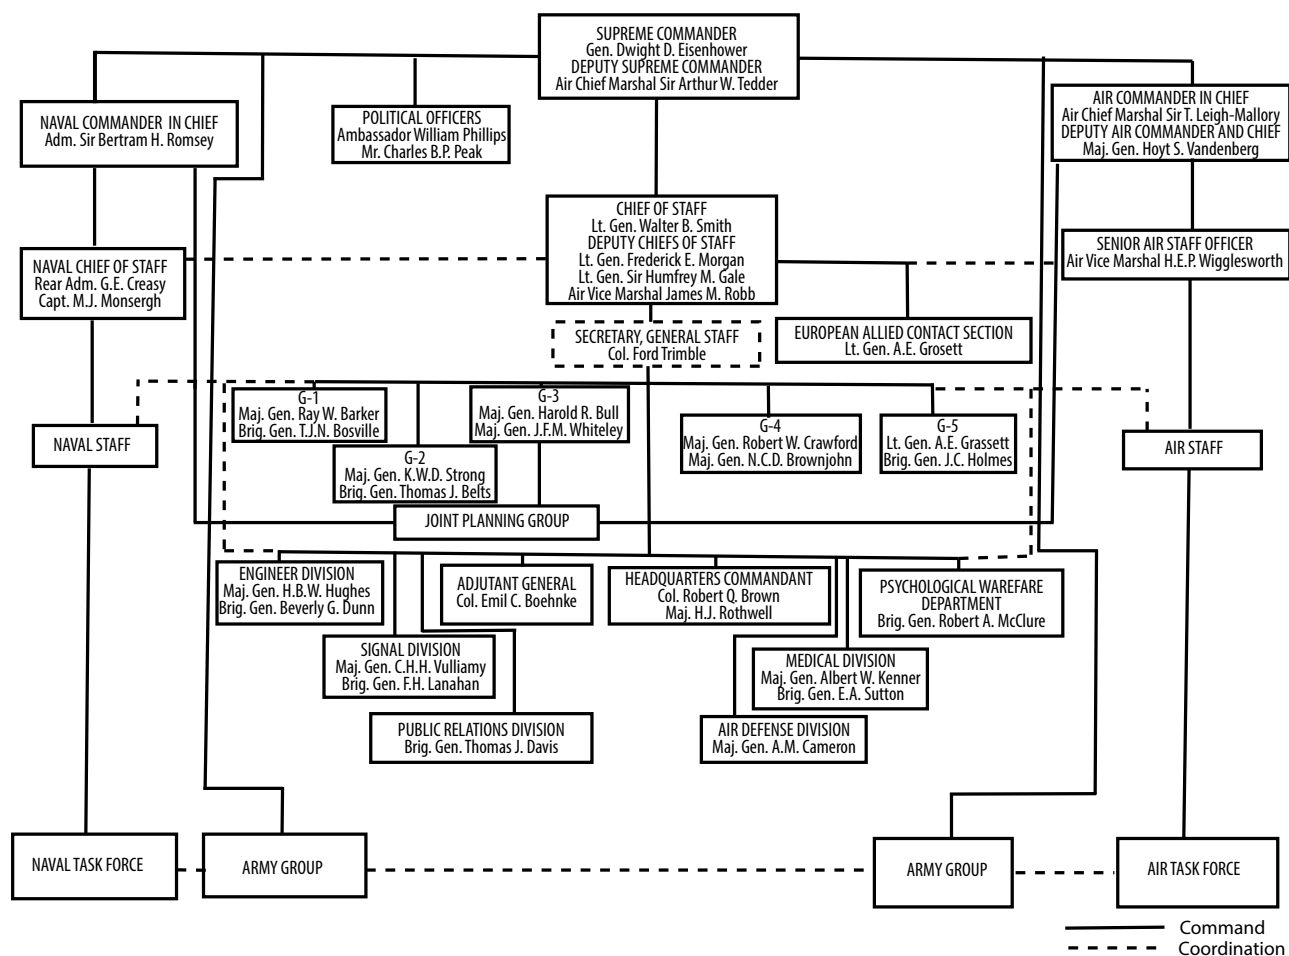 SUPREME COMMANDER
Gen. Dwight D. Eisenhower
DEPUTY SUPREME COMMANDER
Air Chief Marshal Sir Arthur W. Tedder
NAVAL COMMANDER IN CHIEF
Adm. Sir Bertram H. Romsey
POLITICAL OFFICERS
Ambassador William Phillips
Mr. Charles B.P. Peak
AIR COMMANDER IN CHIEF
Air Chief Marshal Sir T. Leigh-Mallory
DEPUTY AIR COMMANDER AND CHIEF
Maj. Gen. Hoyt S. Vandenberg
CHIEF OF STAFF
Lt. Gen. Walter B. Smith
DEPUTY CHIEFS OF STAFF
Lt. Gen. Frederick E. Morgan
Lt. Gen. Sir Humfrey M. Gale
Air Vice Marshal James M. Robb
NAVAL CHIEF OF STAFF
Rear Adm. G.E. Creasy
Capt. M.J. Monsergh
SENIOR AIR STAFF OFFICER
Air Vice Marshal H.E.P. Wigglesworth
SECRETARY, GENERAL STAFF
Col. Ford Trimble
EUROPEAN ALLIED CONTACT SECTION
Lt. Gen. A.E. Grosett
G-1
Maj. Gen. Ray W. Barker
Brig. Gen. T.J.N. Bosville
G-2
Maj. Gen. K.W.D. Strong
Brig. Gen. Thomas J. Belts
G-3
Maj. Gen. Harold R. Bull
Maj. Gen. J.F.M. Whiteley
G-4
Maj. Gen. Robert W. Crawford
Maj. Gen. N.C.D. Brownjohn
G-5
Lt. Gen. A.E. Grassett
Brig. Gen. J.C. Holmes
NAVAL STAFF
AIR STAFF
JOINT PLANNING GROUP
ENGINEER DIVISION
Maj. Gen. H.B.W. Hughes
Brig. Gen. Beverly G. Dunn
ADJUTANT GENERAL
Col. Emil C. Boehnke
HEADQUARTERS COMMANDANT
Col. Robert Q. Brown
Maj. H.J. Rothwell
PSYCHOLOGICAL WAREFARE
DEPARTMENT
Brig. Gen. Robert A. McClure
SIGNAL DIVISION
Maj. Gen. C.H.H. Vulliamy
Brig. Gen. F.H. Lanahan
MEDICAL DIVISION
Maj. Gen. Albert W. Kenner
Brig. Gen. E.A. Sutton
PUBLIC RELATIONS DIVISION
Brig. Gen. Thomas J. Davis
AIR DEFENSE DIVISION
Maj. Gen. A.M. Cameron
NAVAL TASK FORCE
ARMY GROUP
ARMY GROUP
AIR TASK FORCE
Command
Coordination